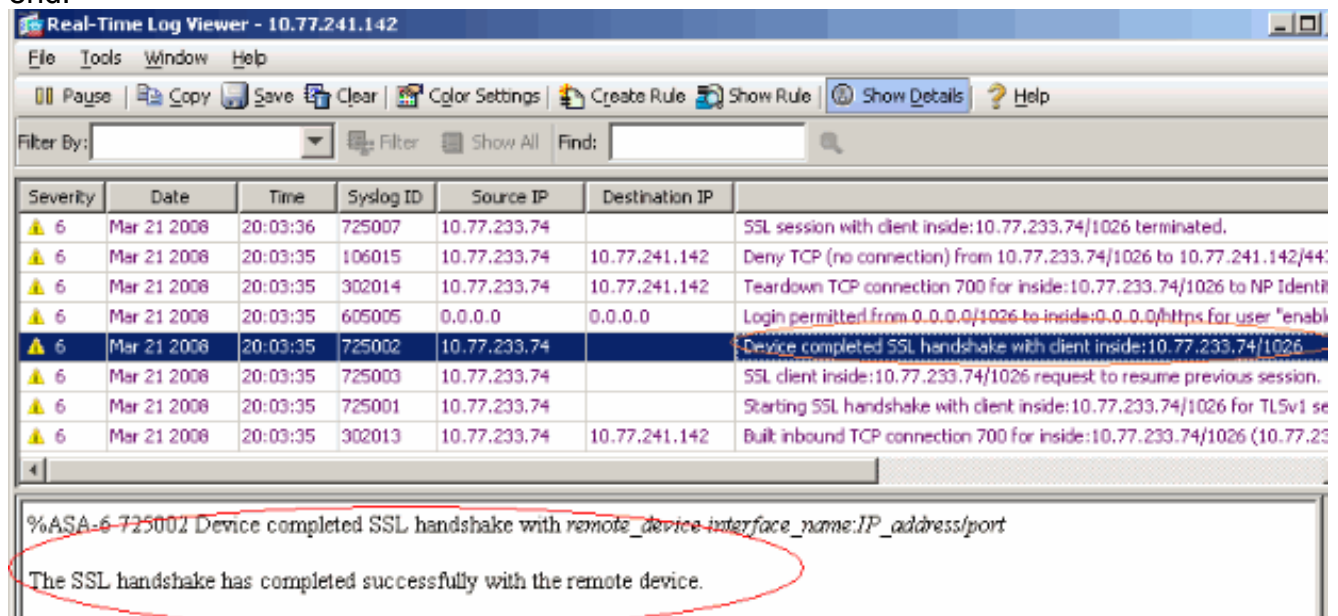 end.
Real-Time Log Viewer - 10.77.241.142
File Tools Window Help
Pause Copy Save Clear Color Settings Create Rule Show Rule Show Details Help
Filter By: Filter Show All Find:
Severity Date Time Syslog ID Source IP Destination IP
6 Mar 21 2008 20:03:36 725007 10.77.233.74 SSL session with client inside:10.77.233.74/1026 terminated.
6 Mar 21 2008 20:03:35 106015 10.77.233.74 10.77.241.142 Deny TCP (no connection) from 10.77.233.74/1026 to 10.77.241.142/44
6 Mar 21 2008 20:03:35 302014 10.77.233.74 10.77.241.142 Teardown TCP connection 700 for inside:10.77.233.74/1026 to NP Identit
6 Mar 21 2008 20:03:35 605005 0.0.0.0 0.0.0.0 Login permitted from 0.0.0.0/1026 to inside:0.0.0.0/https for user "enabl
6 Mar 21 2008 20:03:35 725002 10.77.233.74 Device completed SSL handshake with client inside:10.77.233.74/1026
6 Mar 21 2008 20:03:35 725003 10.77.233.74 SSL client inside:10.77.233.74/1026 request to resume previous session.
6 Mar 21 2008 20:03:35 725001 10.77.233.74 Starting SSL handshake with client inside:10.77.233.74/1026 for TLSv1 se
6 Mar 21 2008 20:03:35 302013 10.77.233.74 10.77.241.142 Built inbound TCP connection 700 for inside:10.77.233.74/1026 (10.77.23
%ASA-6-725002 Device completed SSL handshake with remote_device interface_name:IP_address/port
The SSL handshake has completed successfully with the remote device.